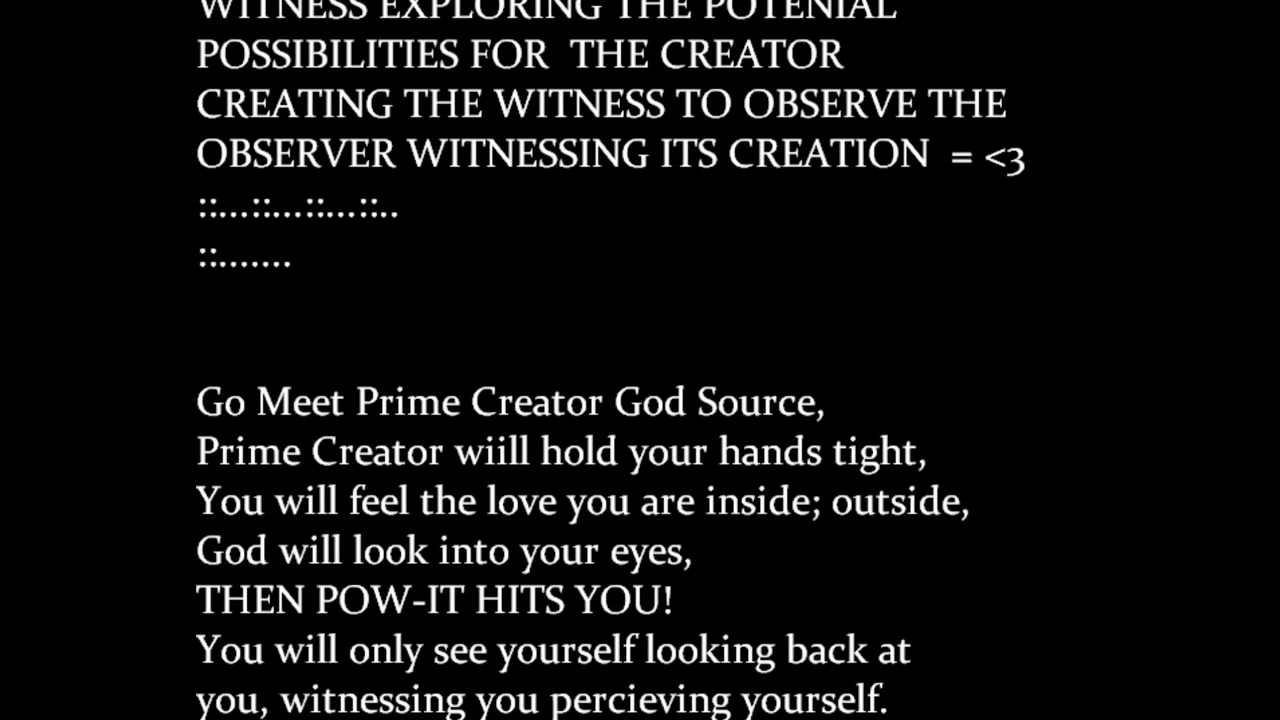 WITNESS EXPLORING THE POTENIAL
POSSIBILITIES FOR  THE CREATOR
CREATING THE WITNESS TO OBSERVE THE
OBSERVER WITNESSING ITS CREATION  = <3
::...::...::...::..
::.......
Go Meet Prime Creator God Source,
Prime Creator wiill hold your hands tight,
You will feel the love you are inside; outside,
God will look into your eyes,
THEN POW-IT HITS YOU!
You will only see yourself looking back at
you, witnessing you percieving yourself.